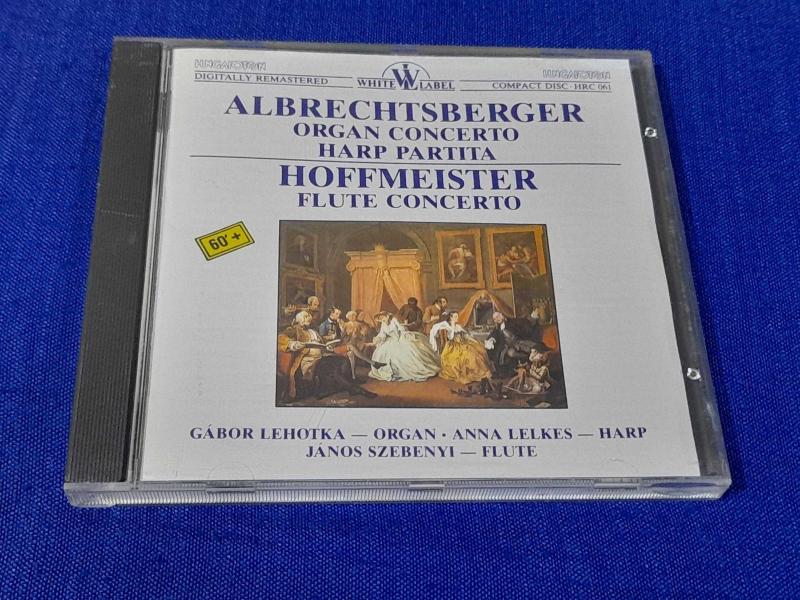 HUNGAROTON HUNGAROTON
DIGITALLY REMASTERED WHITE LABEL COMPACT DISC · HRC 061
ALBRECHTSBERGER
ORGAN CONCERTO
HARP PARTITA
HOFFMEISTER
FLUTE CONCERTO
60'+
GÁBOR LEHOTKA — ORGAN · ANNA LELKES — HARP
JÁNOS SZEBENYI — FLUTE